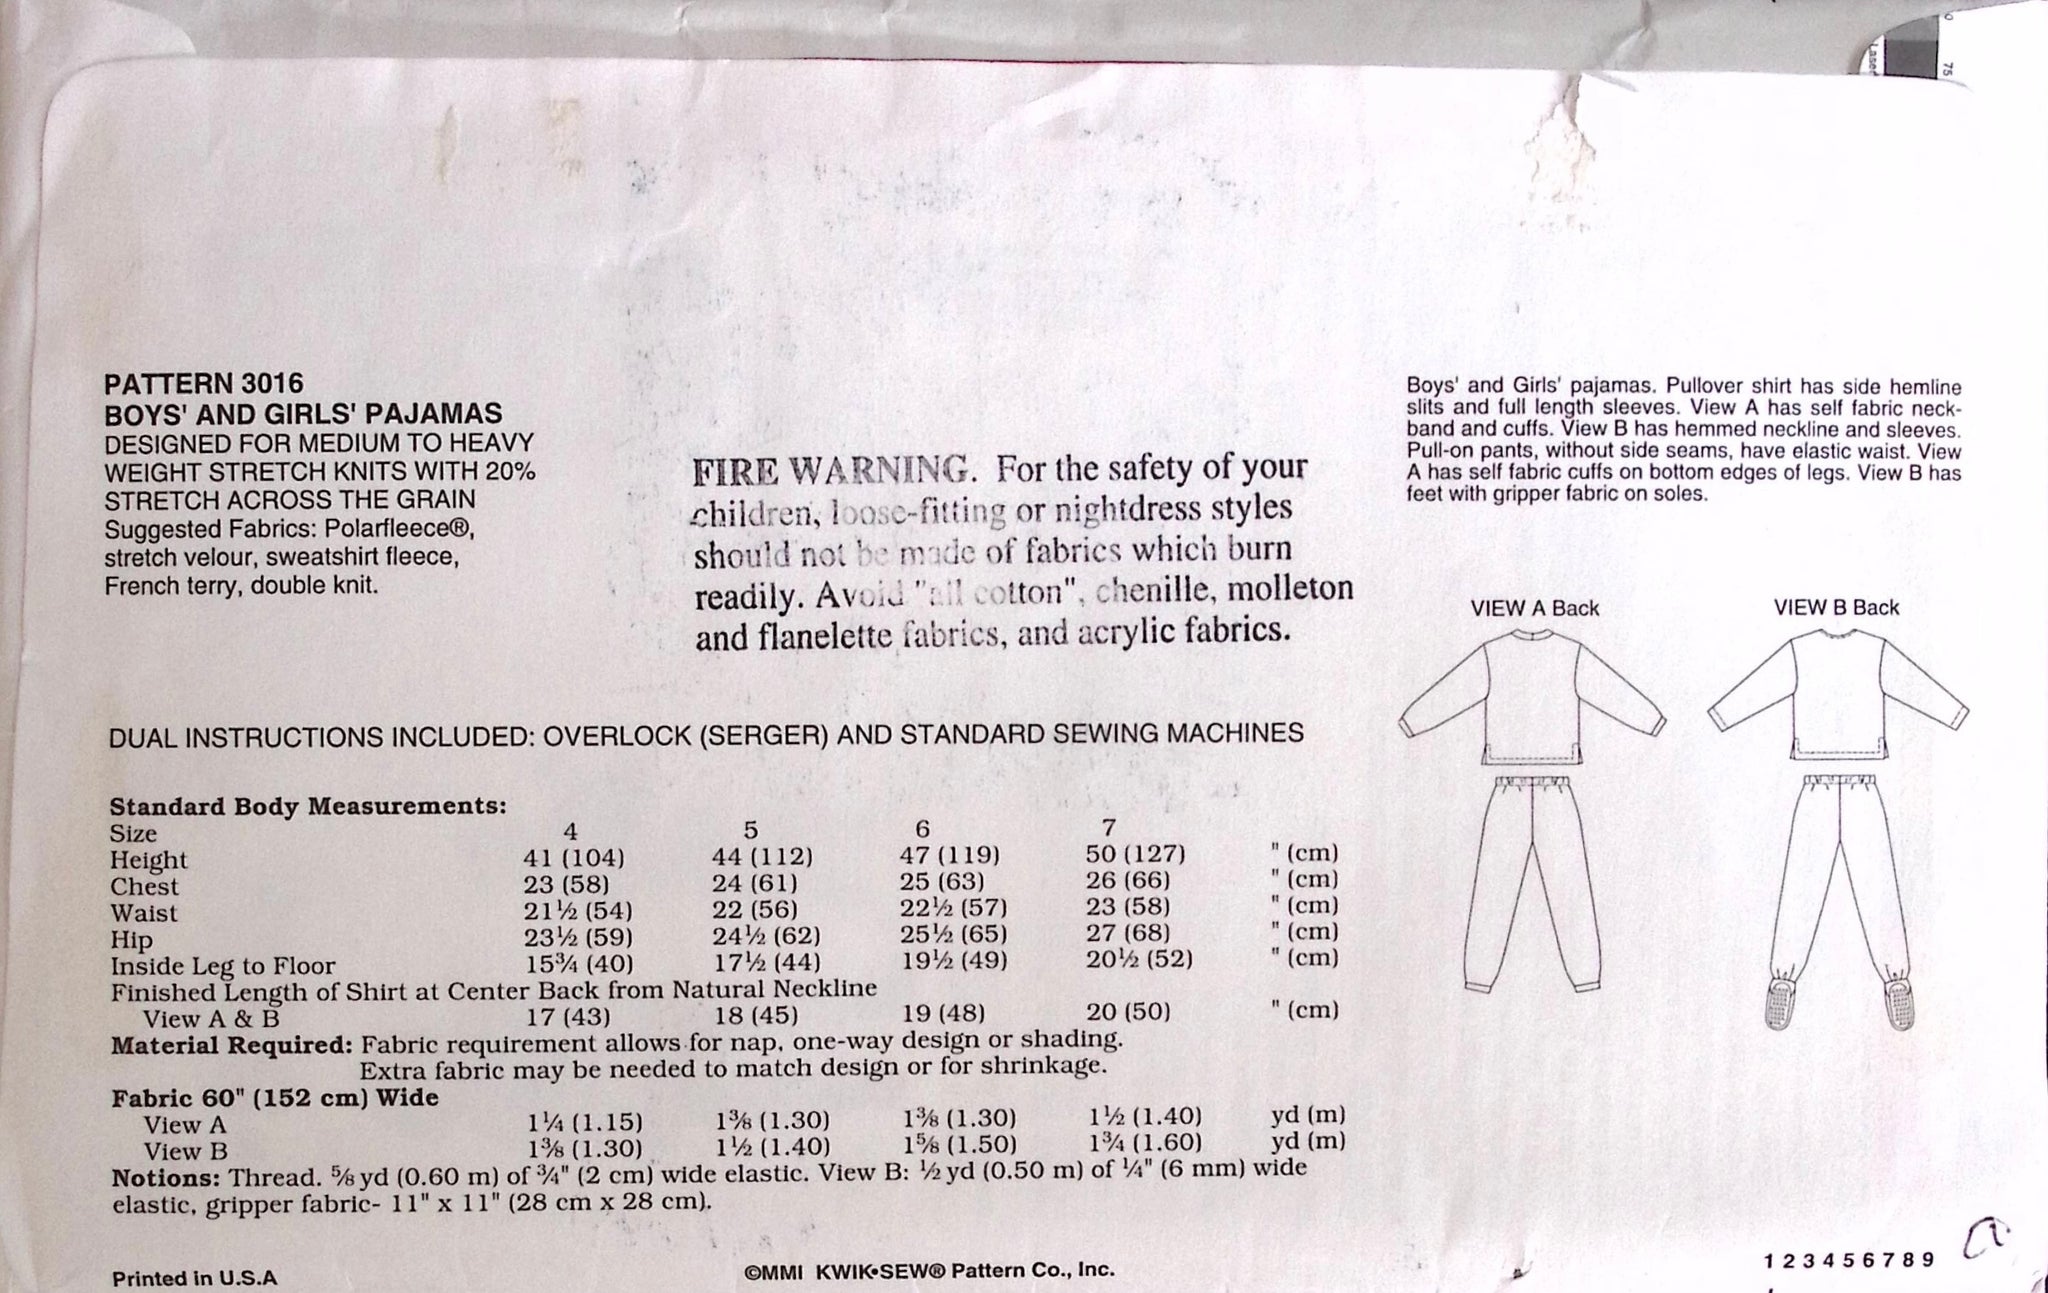 75
PATTERN 3016
BOYS' AND GIRLS' PAJAMAS
DESIGNED FOR MEDIUM TO HEAVY
WEIGHT STRETCH KNITS WITH 20%
STRETCH ACROSS THE GRAIN
Suggested Fabrics: Polarfleece®,
stretch velour, sweatshirt fleece,
French terry, double knit.
FIRE WARNING. For the safety of your
children, loose-fitting or nightdress styles
should not be made of fabrics which burn
readily. Avoid "all cotton", chenille, molleton
and flanelette fabrics, and acrylic fabrics.
Boys' and Girls' pajamas. Pullover shirt has side hemline
slits and full length sleeves. View A has self fabric neck-
band and cuffs. View B has hemmed neckline and sleeves.
Pull-on pants, without side seams, have elastic waist. View
A has self fabric cuffs on bottom edges of legs. View B has
feet with gripper fabric on soles.
VIEW A Back VIEW B Back
DUAL INSTRUCTIONS INCLUDED: OVERLOCK (SERGER) AND STANDARD SEWING MACHINES
Standard Body Measurements:
Size 4 5 6 7
Height 41 (104) 44 (112) 47 (119) 50 (127) " (cm)
Chest 23 (58) 24 (61) 25 (63) 26 (66) " (cm)
Waist 21½ (54) 22 (56) 22½ (57) 23 (58) " (cm)
Hip 23½ (59) 24½ (62) 25½ (65) 27 (68) " (cm)
Inside Leg to Floor 15¾ (40) 17½ (44) 19½ (49) 20½ (52) " (cm)
Finished Length of Shirt at Center Back from Natural Neckline
View A & B 17 (43) 18 (45) 19 (48) 20 (50) " (cm)
Material Required: Fabric requirement allows for nap, one-way design or shading.
Extra fabric may be needed to match design or for shrinkage.
Fabric 60" (152 cm) Wide
View A 1¼ (1.15) 1⅜ (1.30) 1⅜ (1.30) 1½ (1.40) yd (m)
View B 1⅜ (1.30) 1½ (1.40) 1⅝ (1.50) 1¾ (1.60) yd (m)
Notions: Thread. ⅝ yd (0.60 m) of ¾" (2 cm) wide elastic. View B: ½ yd (0.50 m) of ¼" (6 mm) wide
elastic, gripper fabric- 11" x 11" (28 cm x 28 cm).
Printed in U.S.A
©MMI KWIK•SEW® Pattern Co., Inc.
1 2 3 4 5 6 7 8 9